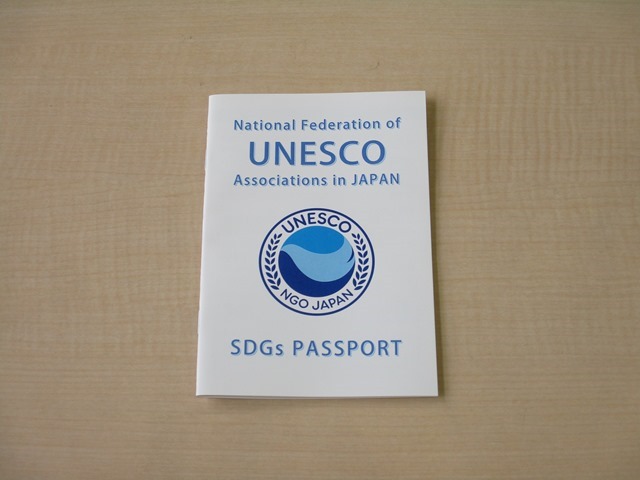 National Federation of
UNESCO
Associations in JAPAN
UNESCO
NGO JAPAN
SDGs PASSPORT